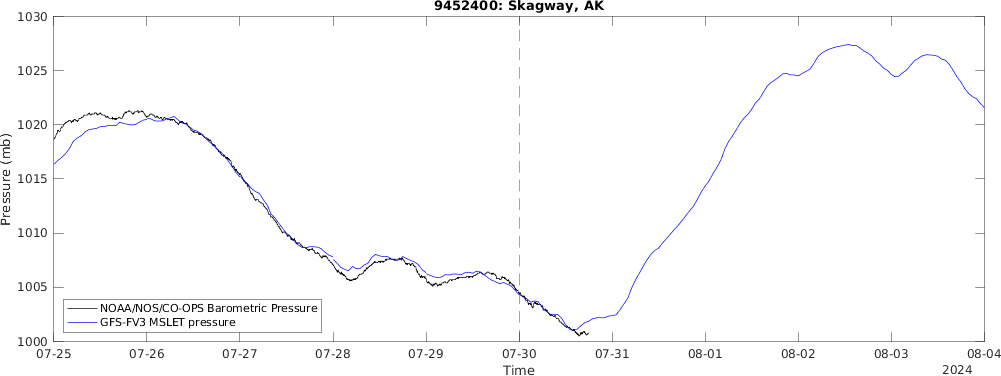 9452400: Skagway, AK
Pressure (mb)
1030
1025
1020
1015
1010
1005
1000
NOAA/NOS/CO-OPS Barometric Pressure
GFS-FV3 MSLET pressure
07-25 07-26 07-27 07-28 07-29 07-30 07-31 08-01 08-02 08-03 08-04
Time
2024